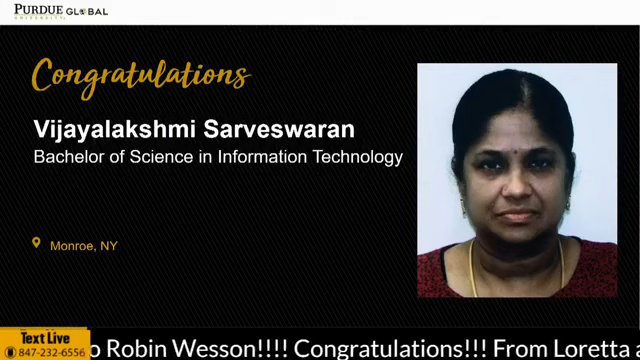 PURDUE GLOBAL
UNIVERSITY
Congratulations
Vijayalakshmi Sarveswaran
Bachelor of Science in Information Technology
Monroe, NY
Text Live
847-232-6556
o Robin Wesson!!!! Congratulations!!! From Loretta a